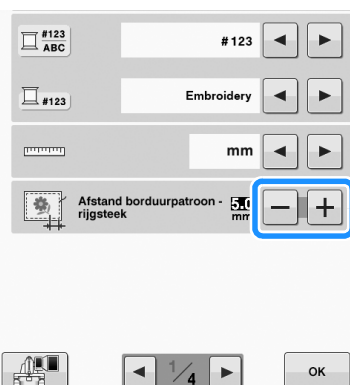 #123
ABC
#123
#123
Embroidery
mm
Afstand borduurpatroon -
rijgsteek
5.0
mm
1/4
OK